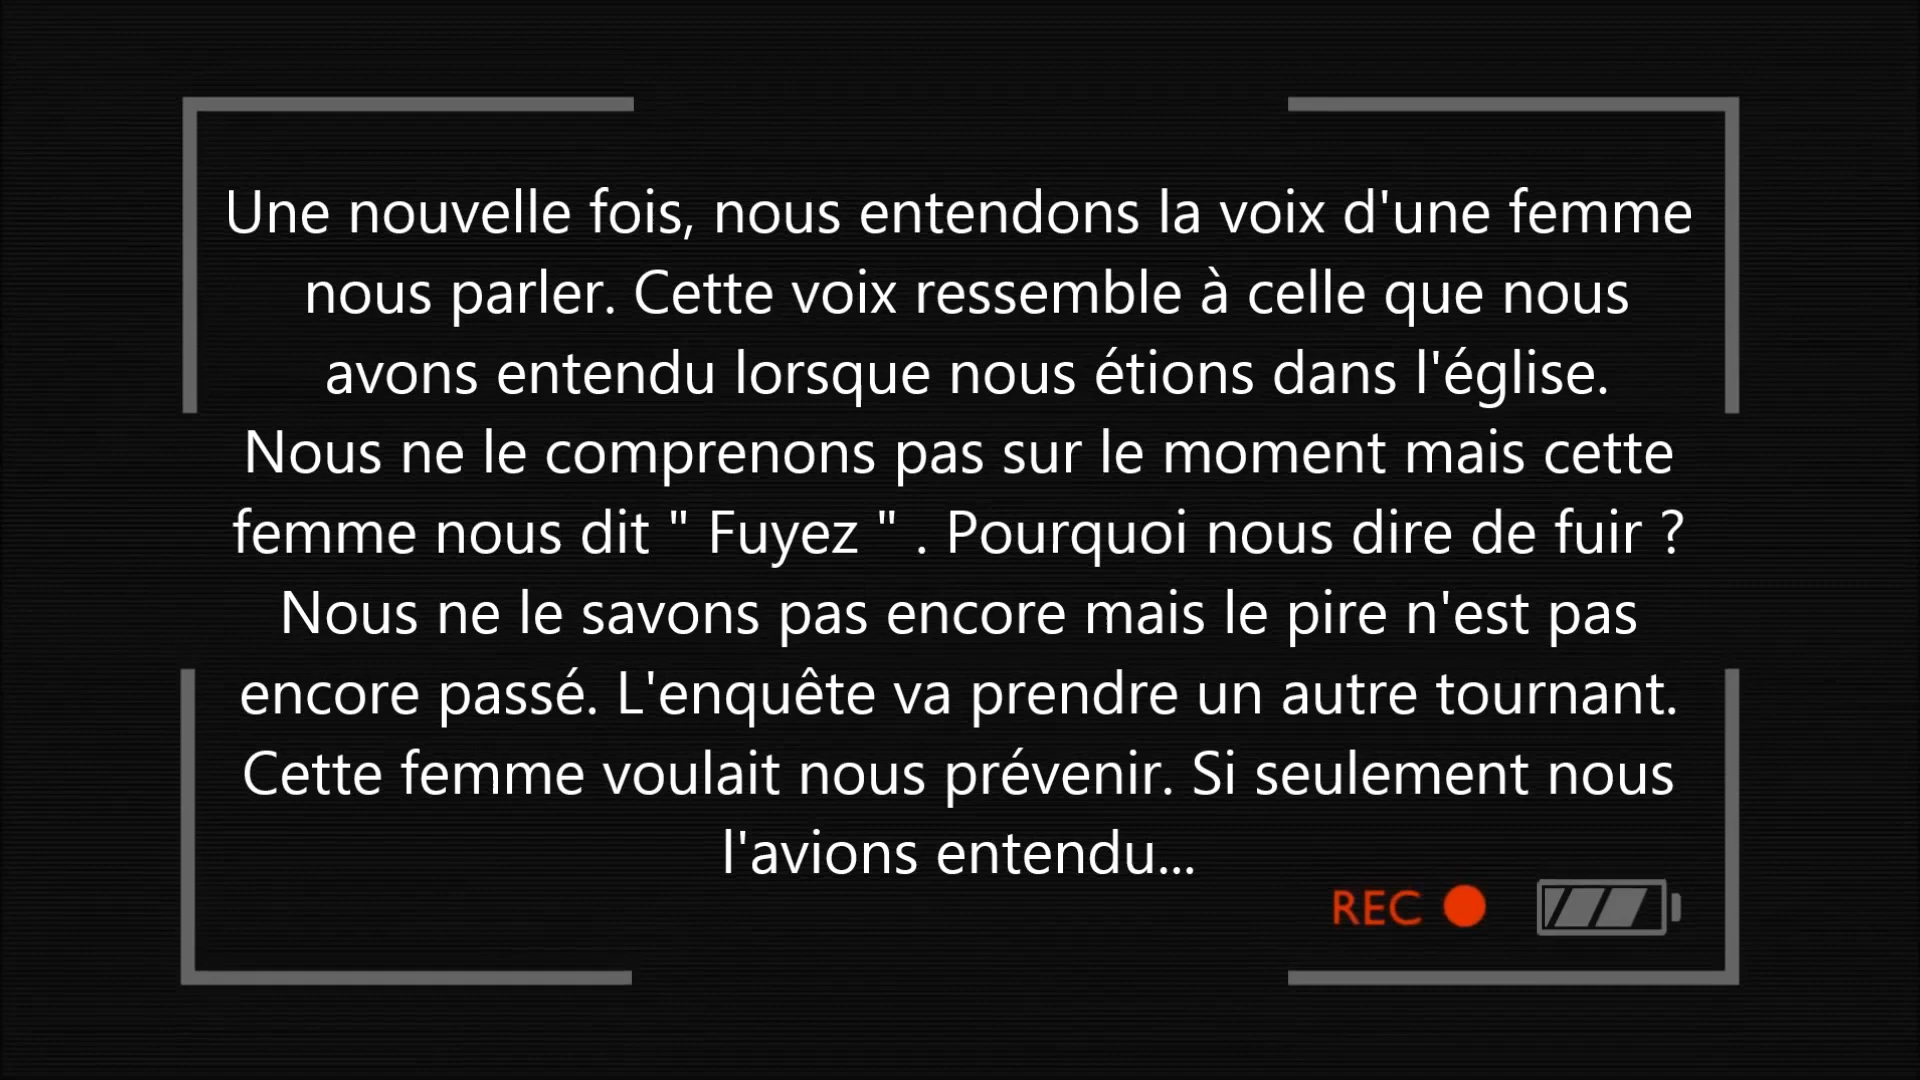 Une nouvelle fois, nous entendons la voix d'une femme
nous parler. Cette voix ressemble à celle que nous
avons entendu lorsque nous étions dans l'église.
Nous ne le comprenons pas sur le moment mais cette
femme nous dit " Fuyez " . Pourquoi nous dire de fuir ?
Nous ne le savons pas encore mais le pire n'est pas
encore passé. L'enquête va prendre un autre tournant.
Cette femme voulait nous prévenir. Si seulement nous
l'avions entendu...
REC